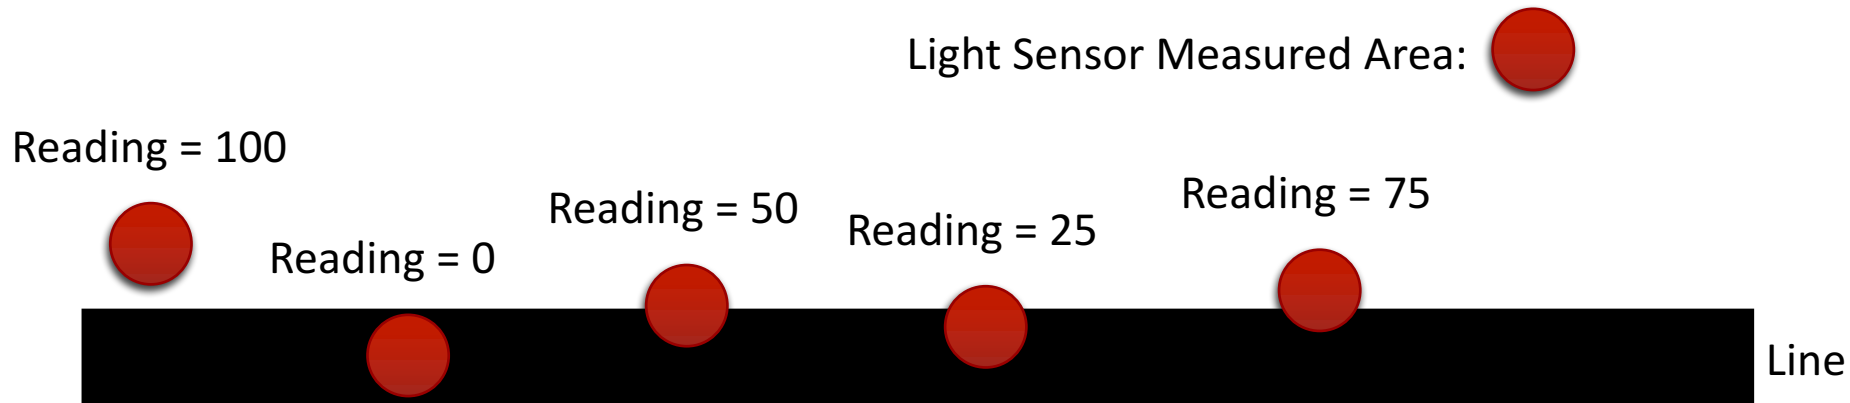 Light Sensor Measured Area:
Reading = 100
Reading = 0
Reading = 50
Reading = 25
Reading = 75
Line